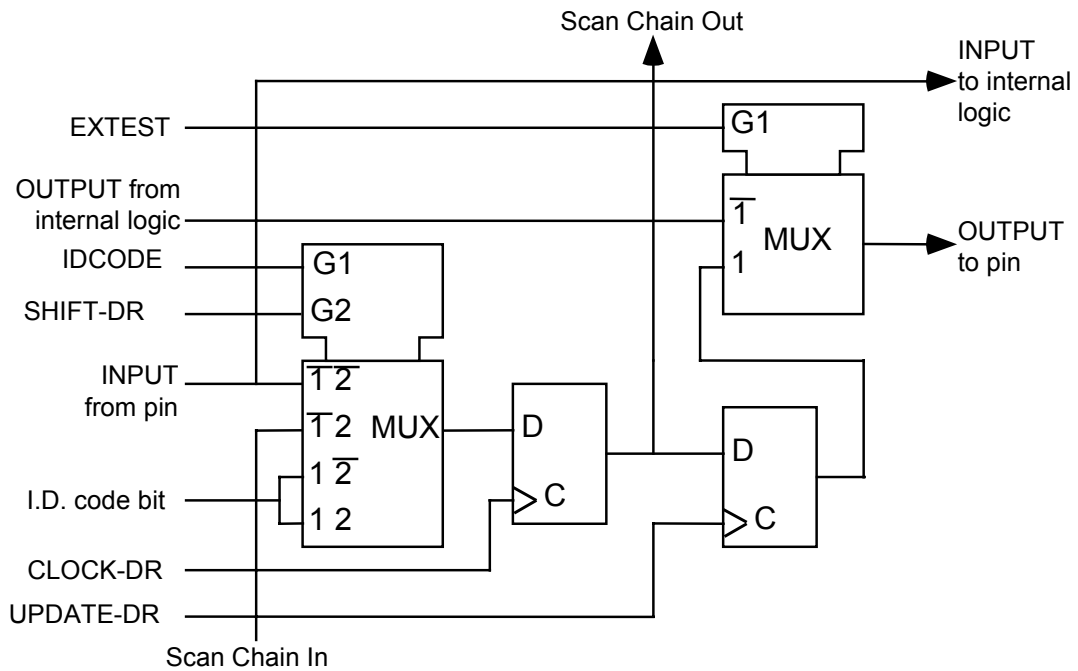 Scan Chain Out
INPUT
to internal
logic
EXTEST
G1
OUTPUT from
internal logic
1̅
MUX
1
OUTPUT
to pin
IDCODE
G1
SHIFT-DR
G2
INPUT
from pin
1̅ 2̅
1̅ 2
MUX
1 2̅
1 2
D
C
D
C
I.D. code bit
CLOCK-DR
UPDATE-DR
Scan Chain In